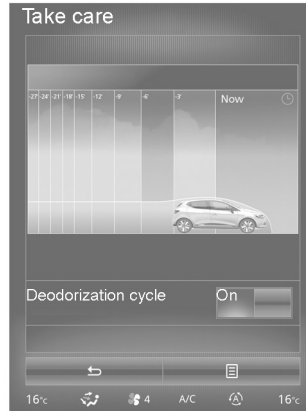 Take care
-27' -24' -21' -18' -15' -12' -9' -6' -3' Now
Deodorization cycle On
16°c 4 A/C A 16°c